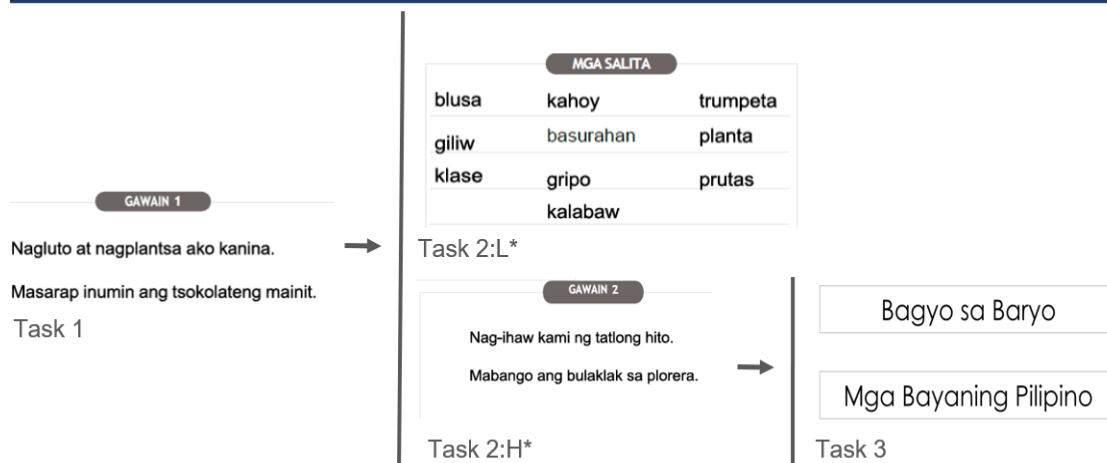 GAWAIN 1
Nagluto at nagplantsa ako kanina.
Masarap inumin ang tsokolateng mainit.
Task 1
MGA SALITA
blusa kahoy trumpeta
giliw basurahan planta
klase gripo prutas
kalabaw
Task 2:L*
GAWAIN 2
Nag-ihaw kami ng tatlong hito.
Mabango ang bulaklak sa plorera.
Task 2:H*
Bagyo sa Baryo
Mga Bayaning Pilipino
Task 3